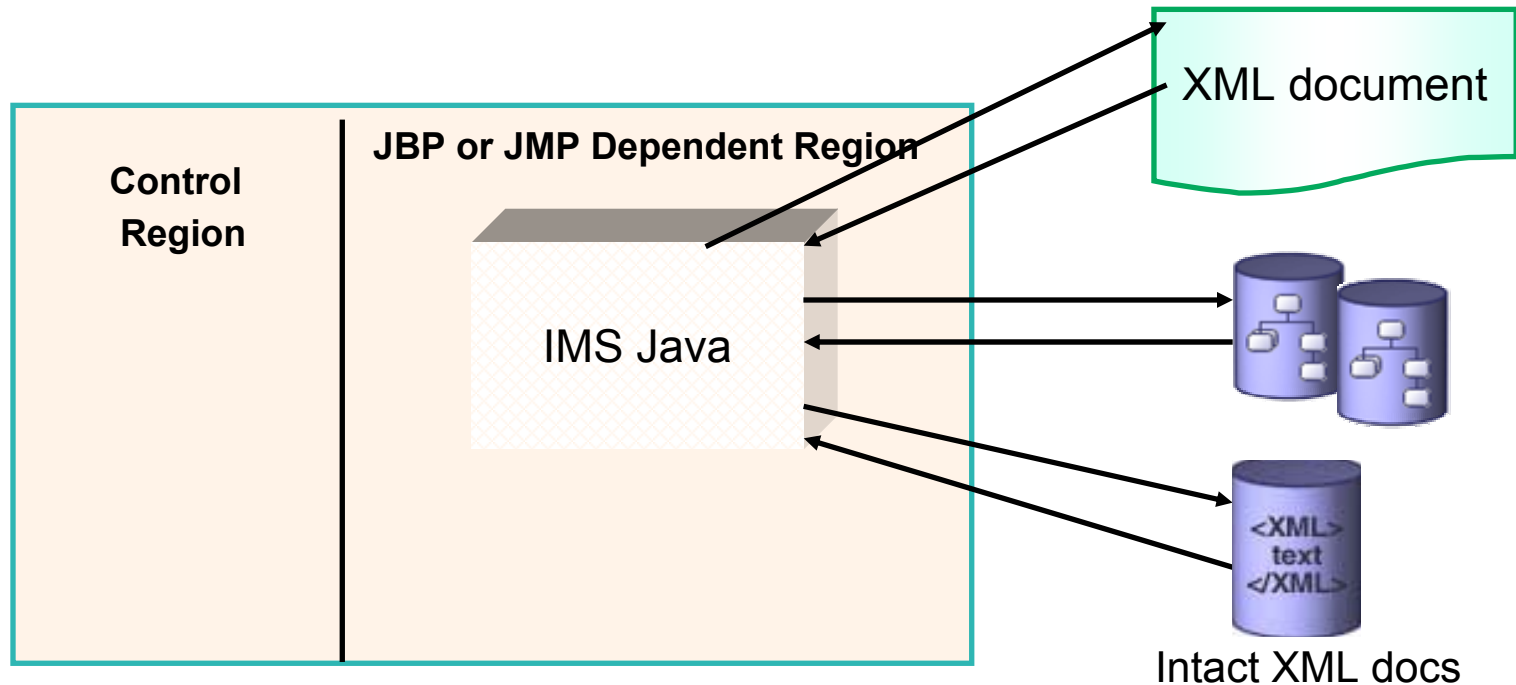 XML document
JBP or JMP Dependent Region
Control
Region
IMS Java
<XML>
text
</XML>
Intact XML docs